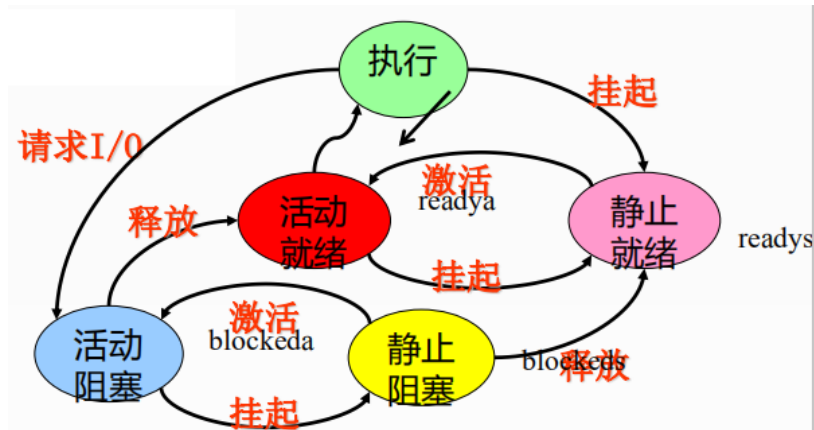 执行
挂起
请求I/O
激活
readya
活动
就绪
静止
就绪
readys
释放
挂起
激活
blockeda
活动
阻塞
静止
阻塞
blockeds
释放
挂起